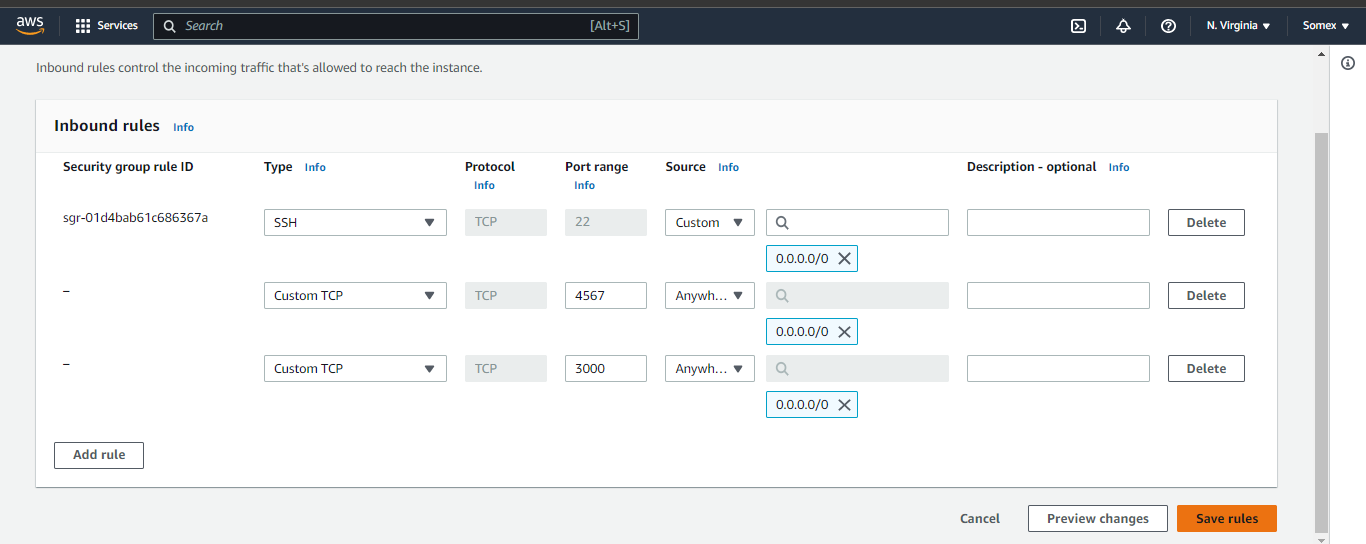 aws
Services
Search
[Alt+S]
N. Virginia
Somex
Inbound rules control the incoming traffic that's allowed to reach the instance.
Inbound rules Info
Security group rule ID
Type Info
Protocol Info
Port range Info
Source Info
Description - optional Info
sgr-01d4bab61c686367a
SSH
TCP
22
Custom
0.0.0.0/0
Delete
–
Custom TCP
TCP
4567
Anywh...
0.0.0.0/0
Delete
–
Custom TCP
TCP
3000
Anywh...
0.0.0.0/0
Delete
Add rule
Cancel
Preview changes
Save rules